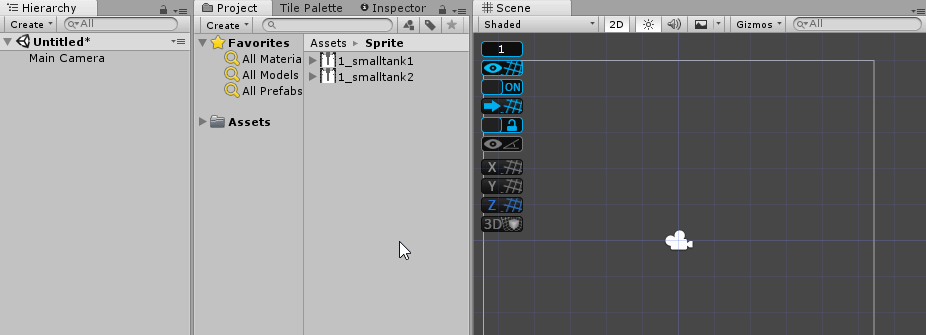 Hierarchy
Create
All
Untitled*
Main Camera
Project
Tile Palette
Inspector
Create
Favorites
All Materia
All Models
All Prefabs
Assets
Assets
Sprite
1_smalltank1
1_smalltank2
Scene
Shaded
2D
Gizmos
All
1
ON
X
Y
Z
3D